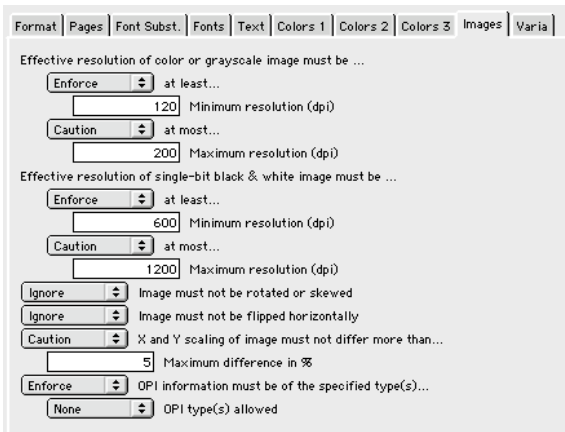 Format Pages Font Subst. Fonts Text Colors 1 Colors 2 Colors 3 Images Varia
Effective resolution of color or grayscale image must be ...
Enforce at least...
120 Minimum resolution (dpi)
Caution at most...
200 Maximum resolution (dpi)
Effective resolution of single-bit black & white image must be ...
Enforce at least...
600 Minimum resolution (dpi)
Caution at most...
1200 Maximum resolution (dpi)
Ignore Image must not be rotated or skewed
Ignore Image must not be flipped horizontally
Caution X and Y scaling of image must not differ more than...
5 Maximum difference in %
Enforce OPI information must be of the specified type(s)...
None OPI type(s) allowed